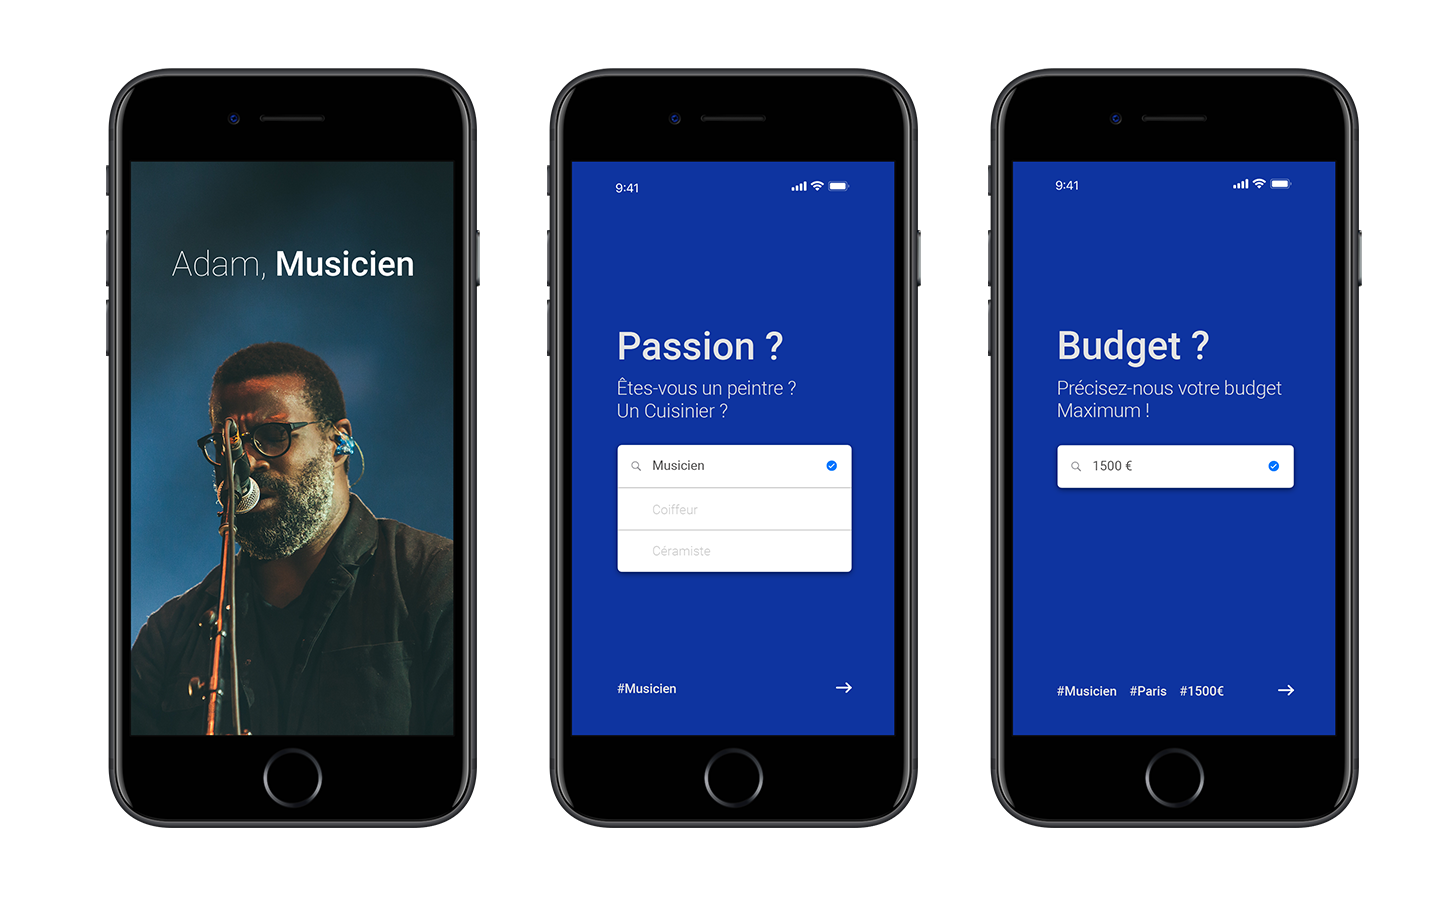 Adam, Musicien
9:41
Passion ?
Êtes-vous un peintre ?
Un Cuisinier ?
Musicien
Coiffeur
Céramiste
#Musicien
9:41
Budget ?
Précisez-nous votre budget
Maximum !
1500 €
#Musicien #Paris #1500€